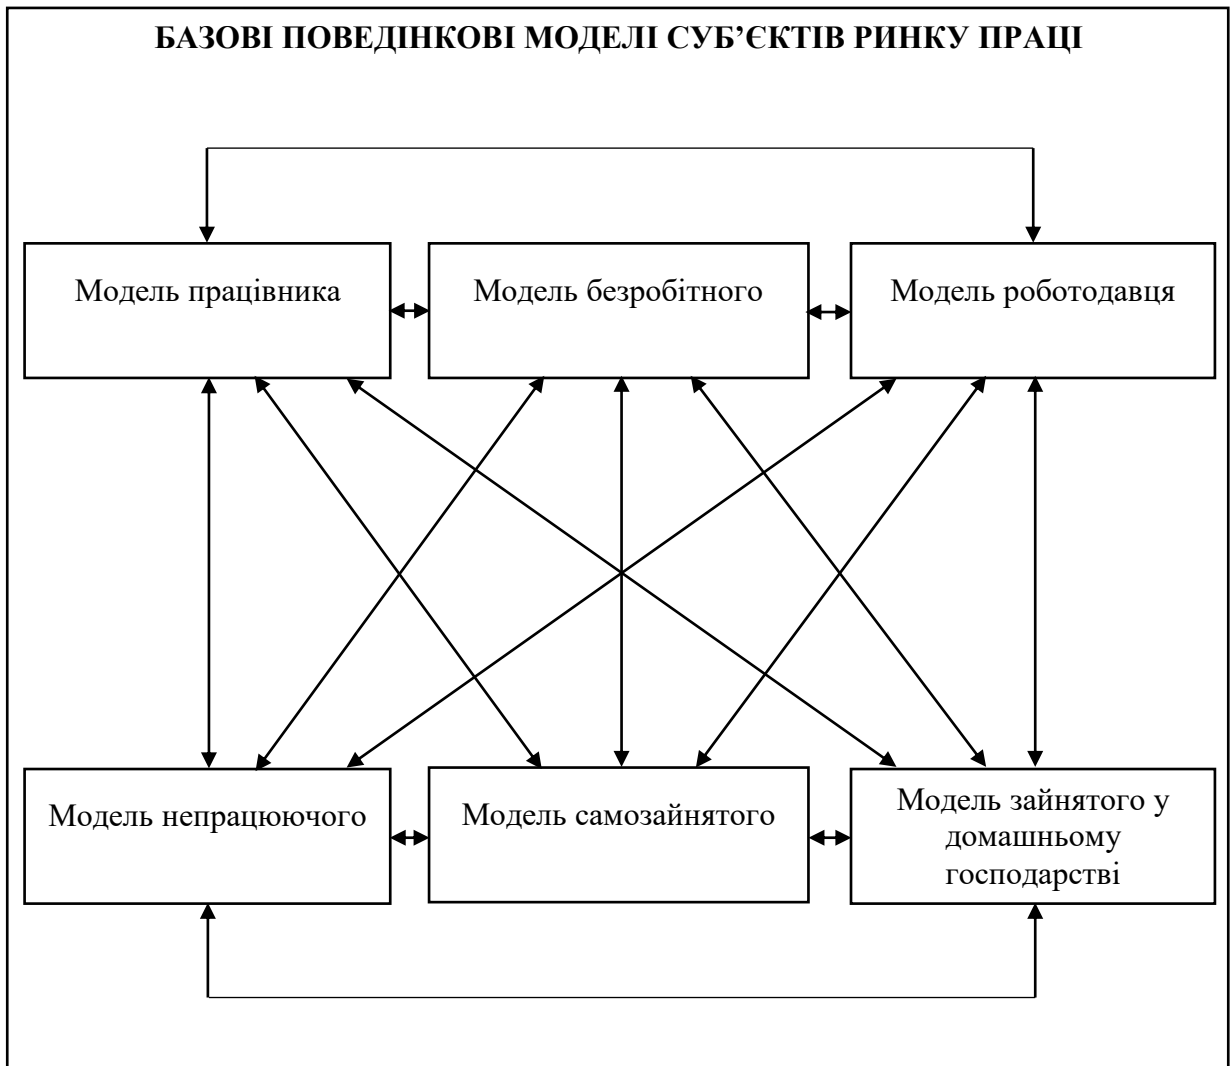 БАЗОВІ ПОВЕДІНКОВІ МОДЕЛІ СУБ’ЄКТІВ РИНКУ ПРАЦІ
Модель працівника
Модель безробітного
Модель роботодавця
Модель непрацюючого
Модель самозайнятого
Модель зайнятого у
домашньому
господарстві